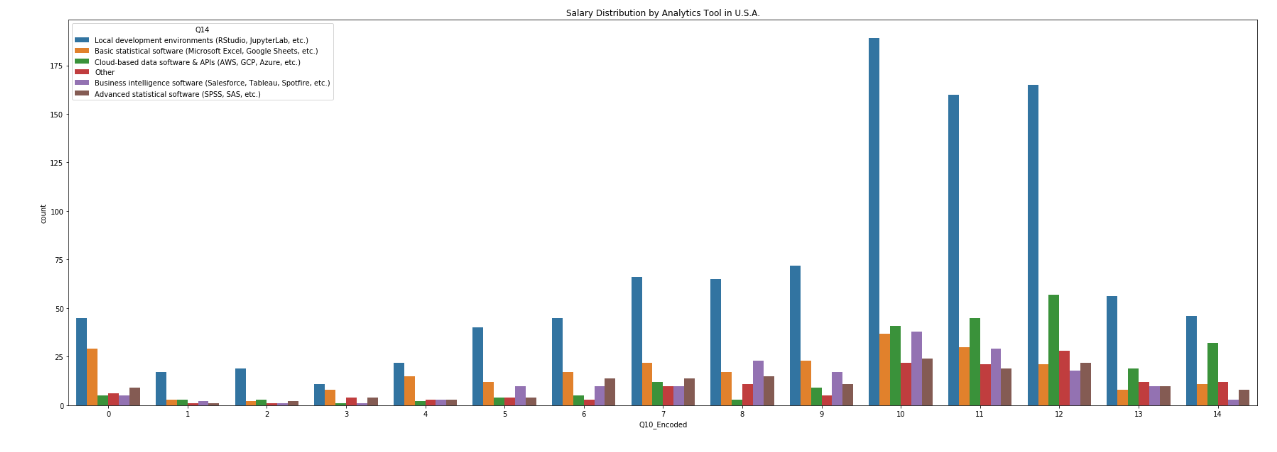 Salary Distribution by Analytics Tool in U.S.A.
Q14
Local development environments (RStudio, JupyterLab, etc.)
Basic statistical software (Microsoft Excel, Google Sheets, etc.)
Cloud-based data software & APIs (AWS, GCP, Azure, etc.)
Other
Business intelligence software (Salesforce, Tableau, Spotfire, etc.)
Advanced statistical software (SPSS, SAS, etc.)
175
150
125
100
75
50
25
0
count
0 1 2 3 4 5 6 7 8 9 10 11 12 13 14
Q10_Encoded